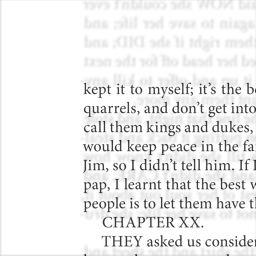 kept it to myself; it's the b
quarrels, and don't get into
call them kings and dukes,
would keep peace in the fa
Jim, so I didn't tell him. If I
pap, I learnt that the best w
people is to let them have t
CHAPTER XX.
THEY asked us consider